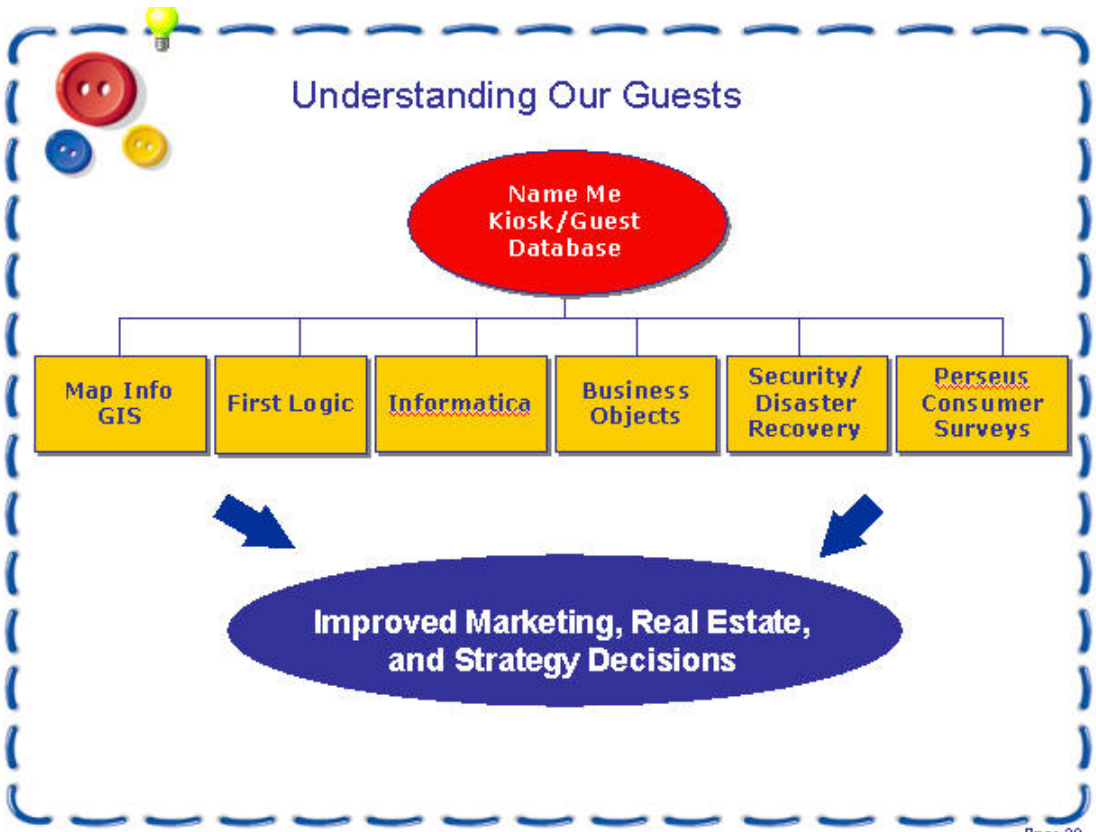 Understanding Our Guests
Name Me
Kiosk/Guest
Database
Map Info
GIS
First Logic
Informatica
Business
Objects
Security/
Disaster
Recovery
Perseus
Consumer
Surveys
Improved Marketing, Real Estate,
and Strategy Decisions